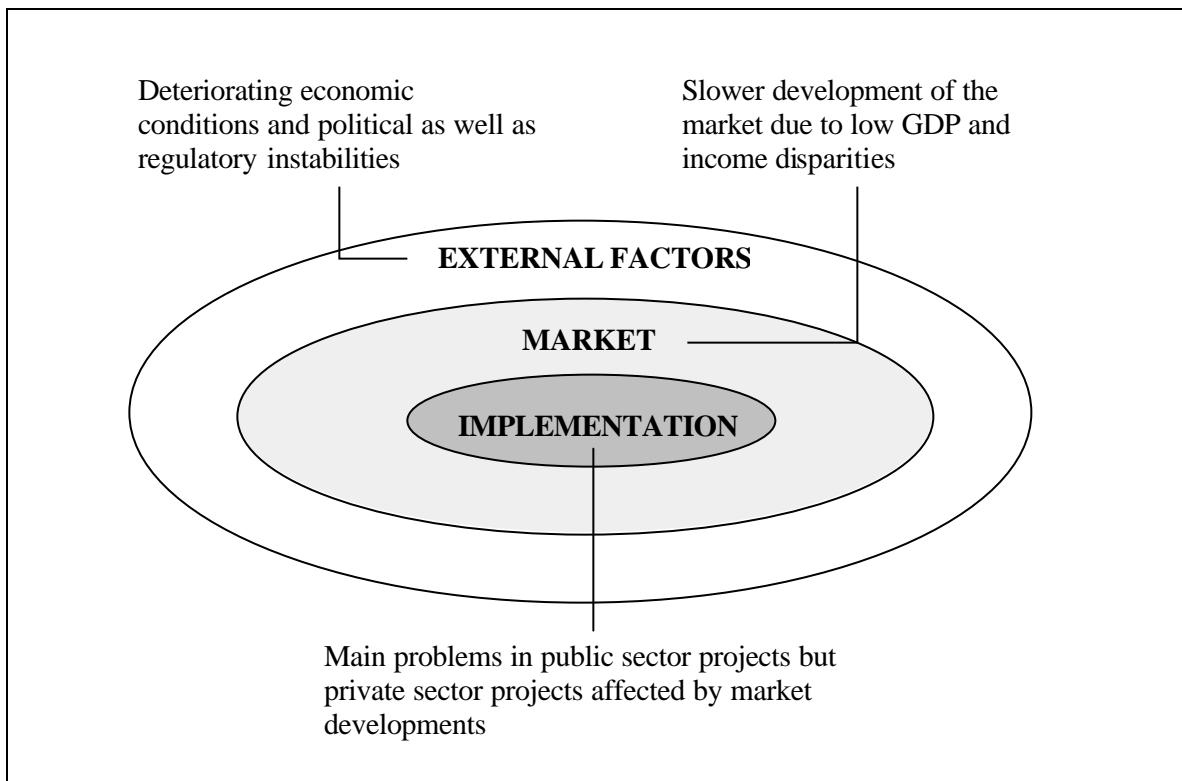 Deteriorating economic
conditions and political as well as
regulatory instabilities
Slower development of the
market due to low GDP and
income disparities
EXTERNAL FACTORS
MARKET
IMPLEMENTATION
Main problems in public sector projects but
private sector projects affected by market
developments